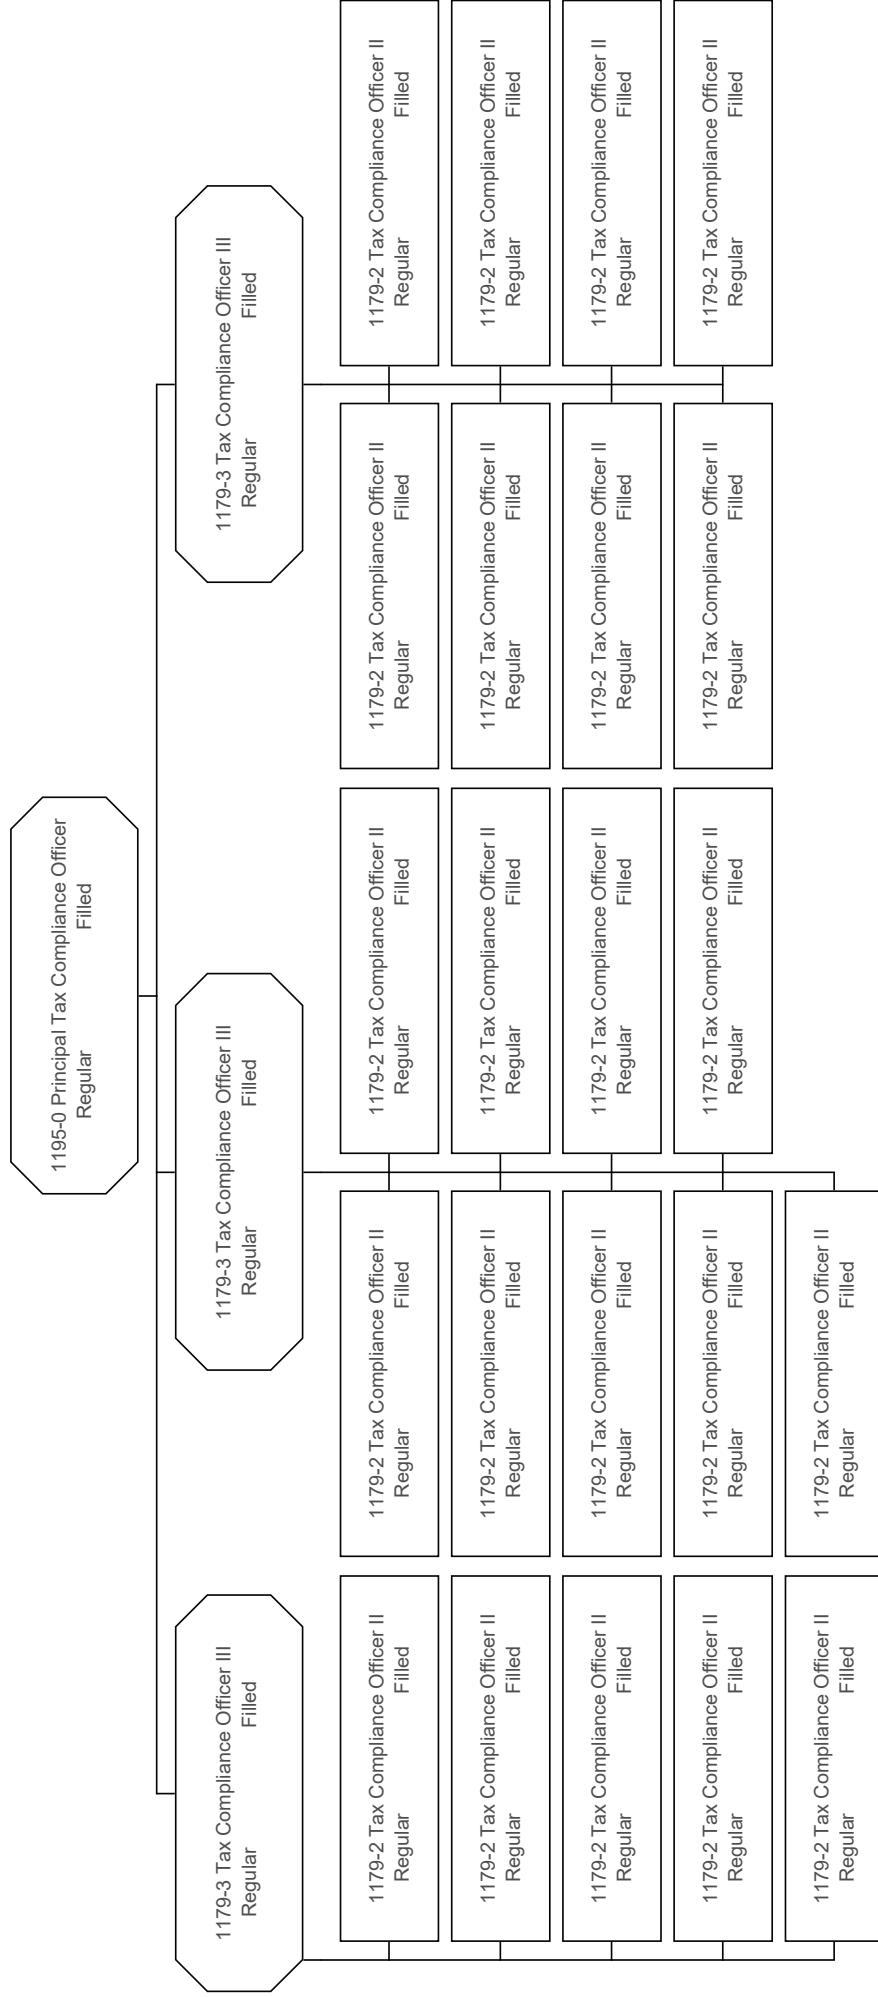 1195-0 Principal Tax Compliance Officer
Regular Filled
1179-3 Tax Compliance Officer III
Regular Filled
1179-3 Tax Compliance Officer III
Regular Filled
1179-3 Tax Compliance Officer III
Regular Filled
1179-2 Tax Compliance Officer II
Regular Filled
1179-2 Tax Compliance Officer II
Regular Filled
1179-2 Tax Compliance Officer II
Regular Filled
1179-2 Tax Compliance Officer II
Regular Filled
1179-2 Tax Compliance Officer II
Regular Filled
1179-2 Tax Compliance Officer II
Regular Filled
1179-2 Tax Compliance Officer II
Regular Filled
1179-2 Tax Compliance Officer II
Regular Filled
1179-2 Tax Compliance Officer II
Regular Filled
1179-2 Tax Compliance Officer II
Regular Filled
1179-2 Tax Compliance Officer II
Regular Filled
1179-2 Tax Compliance Officer II
Regular Filled
1179-2 Tax Compliance Officer II
Regular Filled
1179-2 Tax Compliance Officer II
Regular Filled
1179-2 Tax Compliance Officer II
Regular Filled
1179-2 Tax Compliance Officer II
Regular Filled
1179-2 Tax Compliance Officer II
Regular Filled
1179-2 Tax Compliance Officer II
Regular Filled
1179-2 Tax Compliance Officer II
Regular Filled
1179-2 Tax Compliance Officer II
Regular Filled
1179-2 Tax Compliance Officer II
Regular Filled
1179-2 Tax Compliance Officer II
Regular Filled